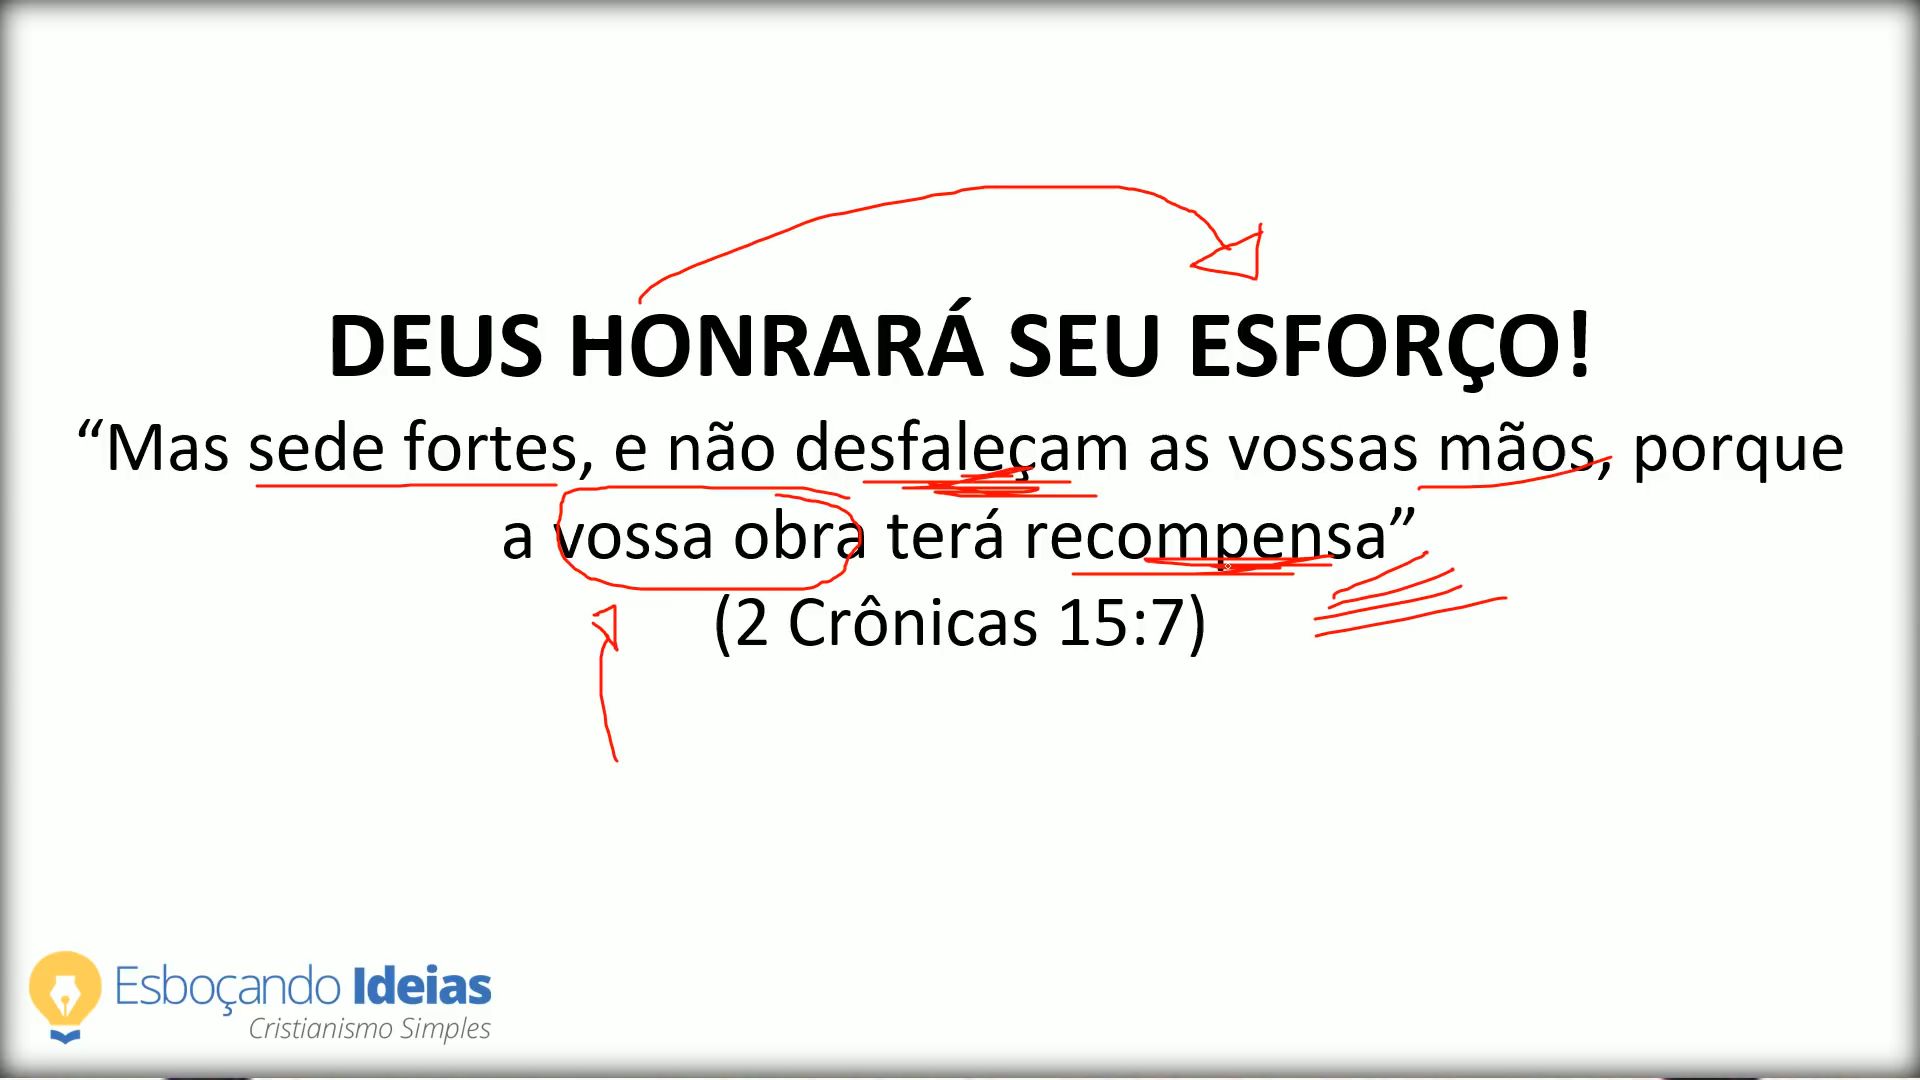 DEUS HONRARÁ SEU ESFORÇO!
“Mas sede fortes, e não desfaleçam as vossas mãos, porque
a vossa obra terá recompensa”
(2 Crônicas 15:7)
Esboçando Ideias
Cristianismo Simples